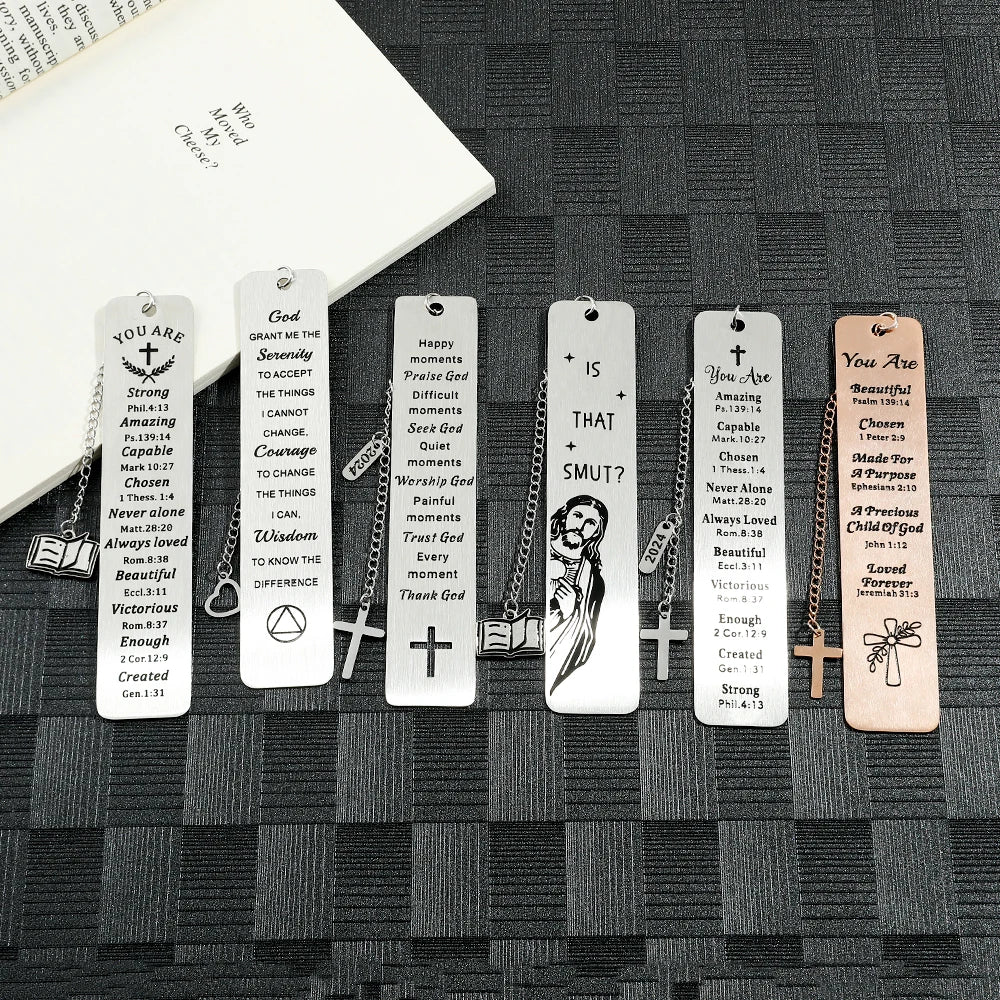 discuss
lives.
they are
manuscrip
tory, without
ning fo
Who
Moved
My
Cheese?
YOU ARE
Strong
Phil.4:13
Amazing
Ps.139:14
Capable
Mark 10:27
Chosen
1 Thess. 1:4
Never alone
Matt.28:20
Always loved
Rom.8:38
Beautiful
Eccl.3:11
Victorious
Rom.8:37
Enough
2 Cor.12:9
Created
Gen.1:31
God
GRANT ME THE
Serenity
TO ACCEPT
THE THINGS
I CANNOT
CHANGE,
Courage
TO CHANGE
THE THINGS
I CAN,
Wisdom
TO KNOW THE
DIFFERENCE
2024
Happy
moments
Praise God
Difficult
moments
Seek God
Quiet
moments
Worship God
Painful
moments
Trust God
Every
moment
Thank God
IS
THAT
SMUT?
2024
You Are
Amazing
Ps.139:14
Capable
Mark.10:27
Chosen
1 Thess.1:4
Never Alone
Matt.28:20
Always Loved
Rom.8:38
Beautiful
Eccl.3:11
Victorious
Rom.8:37
Enough
2 Cor.12:9
Created
Gen.1:31
Strong
Phil.4:13
You Are
Beautiful
Psalm 139:14
Chosen
1 Peter 2:9
Made For
A Purpose
Ephesians 2:10
A Precious
Child Of God
John 1:12
Loved
Forever
Jeremiah 31:3